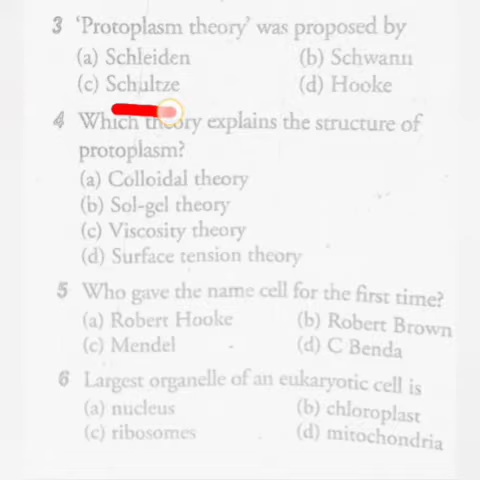 3 ‘Protoplasm theory’ was proposed by
(a) Schleiden (b) Schwann
(c) Schultze (d) Hooke
4 Which theory explains the structure of
protoplasm?
(a) Colloidal theory
(b) Sol-gel theory
(c) Viscosity theory
(d) Surface tension theory
5 Who gave the name cell for the first time?
(a) Robert Hooke (b) Robert Brown
(c) Mendel (d) C Benda
6 Largest organelle of an eukaryotic cell is
(a) nucleus (b) chloroplast
(c) ribosomes (d) mitochondria